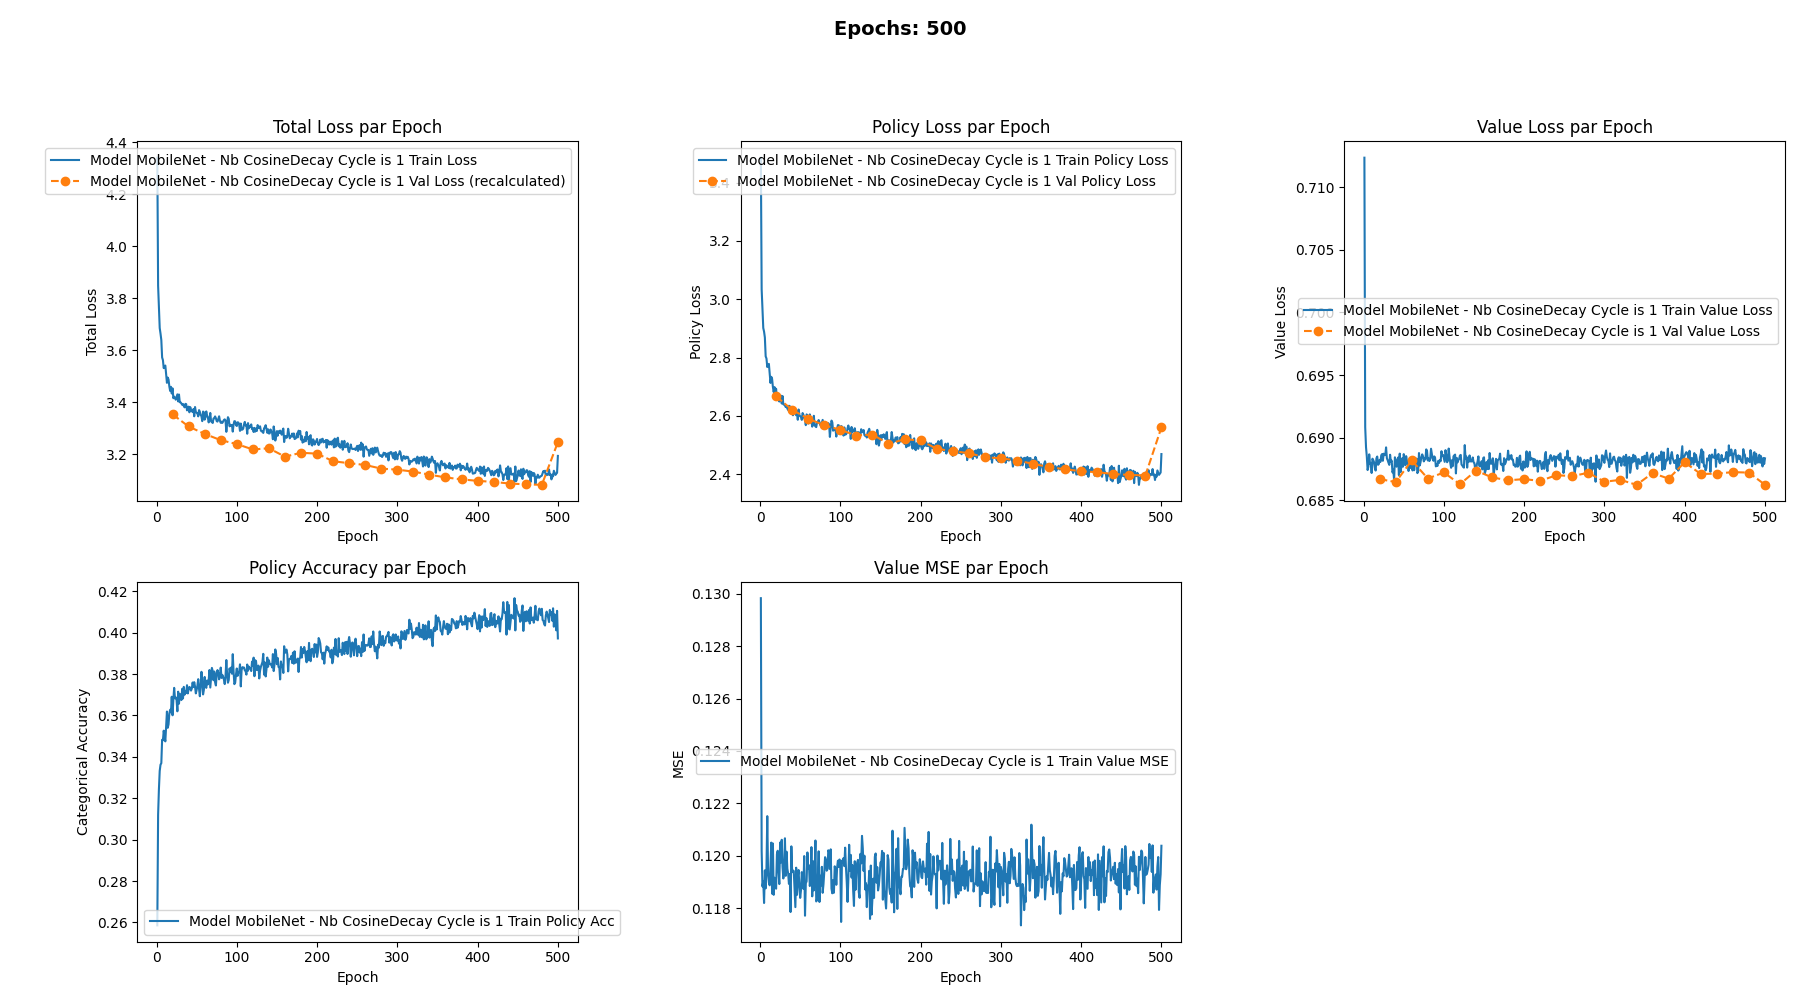 Epochs: 500
Total Loss par Epoch
Model MobileNet - Nb CosineDecay Cycle is 1 Train Loss
Model MobileNet - Nb CosineDecay Cycle is 1 Val Loss (recalculated)
Total Loss
4.4
4.2
4.0
3.8
3.6
3.4
3.2
0
100
200
300
400
500
Epoch
Policy Loss par Epoch
Model MobileNet - Nb CosineDecay Cycle is 1 Train Policy Loss
Model MobileNet - Nb CosineDecay Cycle is 1 Val Policy Loss
Policy Loss
3.4
3.2
3.0
2.8
2.6
2.4
0
100
200
300
400
500
Epoch
Value Loss par Epoch
Model MobileNet - Nb CosineDecay Cycle is 1 Train Value Loss
Model MobileNet - Nb CosineDecay Cycle is 1 Val Value Loss
Value Loss
0.710
0.705
0.700
0.695
0.690
0.685
0
100
200
300
400
500
Epoch
Policy Accuracy par Epoch
Model MobileNet - Nb CosineDecay Cycle is 1 Train Policy Acc
Categorical Accuracy
0.42
0.40
0.38
0.36
0.34
0.32
0.30
0.28
0.26
0
100
200
300
400
500
Epoch
Value MSE par Epoch
Model MobileNet - Nb CosineDecay Cycle is 1 Train Value MSE
MSE
0.130
0.128
0.126
0.124
0.122
0.120
0.118
0
100
200
300
400
500
Epoch